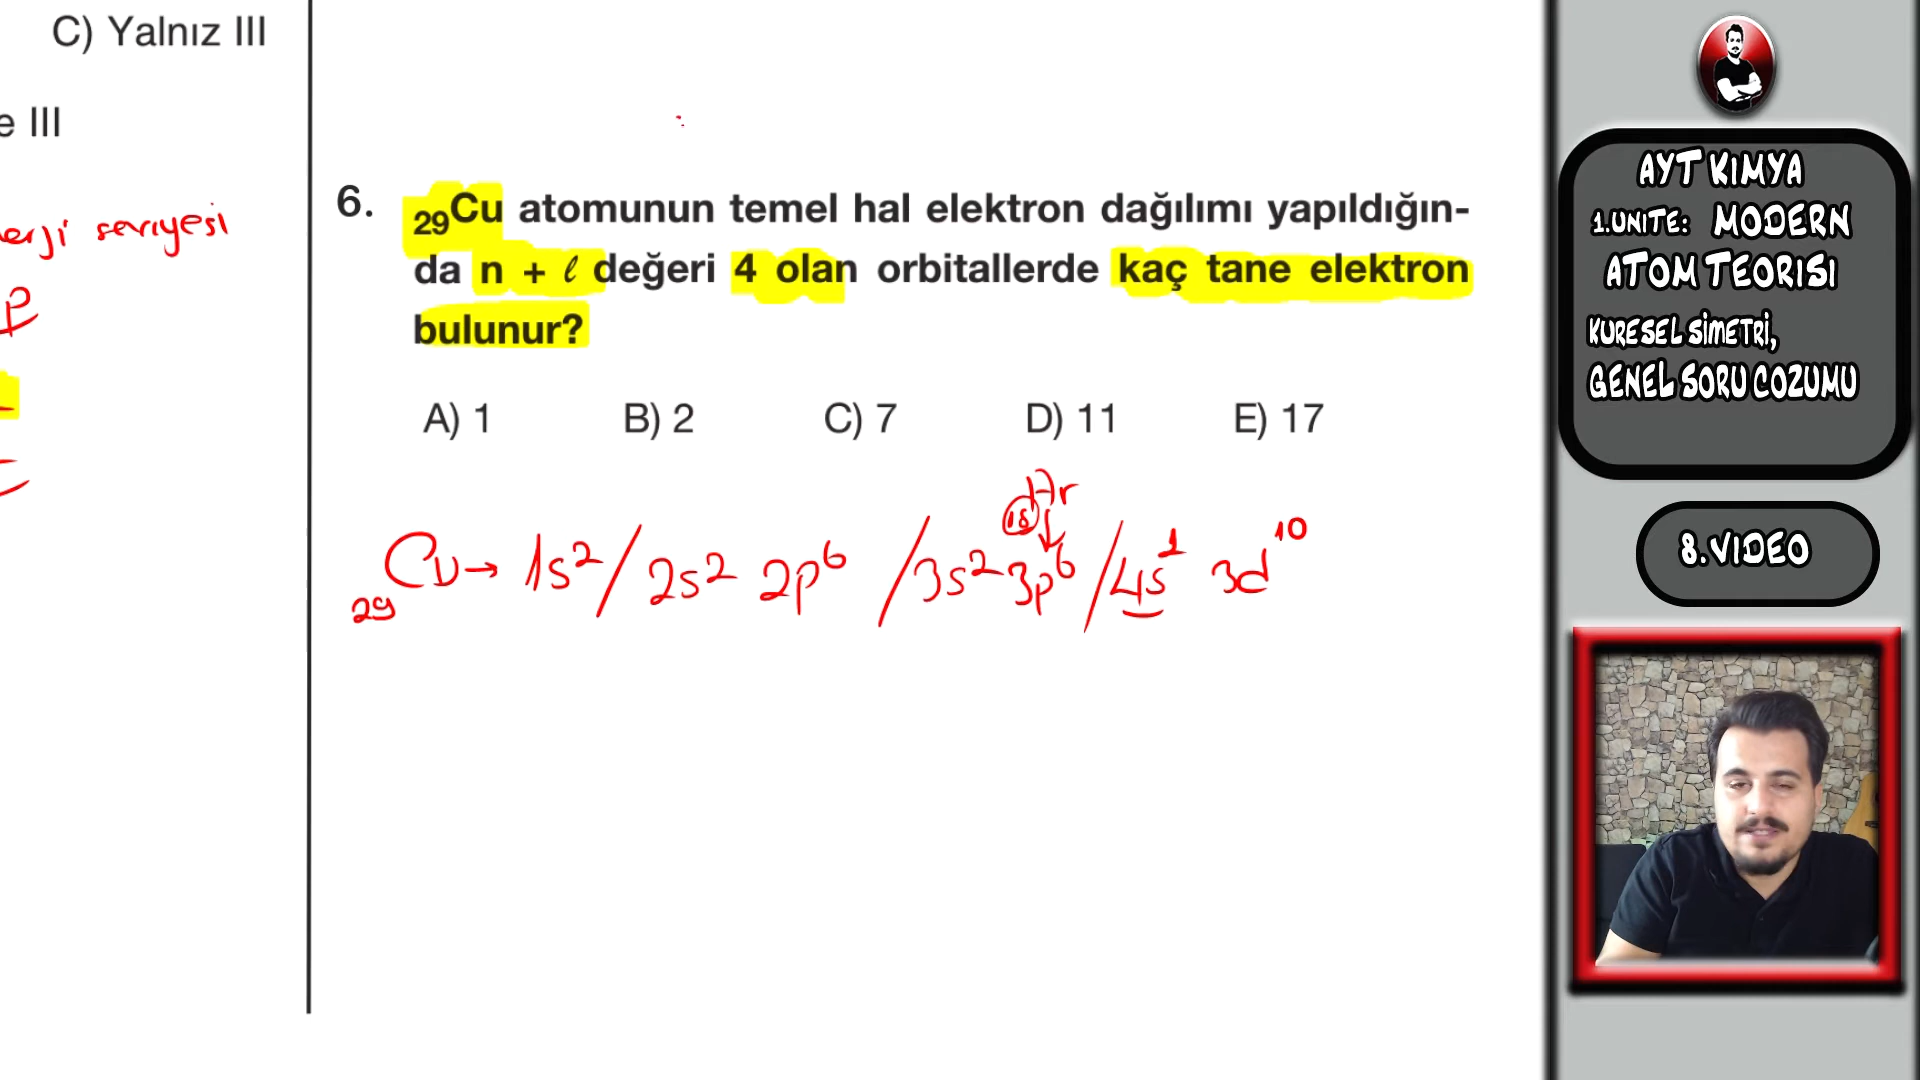 C) Yalnız III
e III
erji seviyesi
P
6. ₂₉Cu atomunun temel hal elektron dağılımı yapıldığın-
da n + ℓ değeri 4 olan orbitallerde kaç tane elektron
bulunur?
A) 1 B) 2 C) 7 D) 11 E) 17
18Ar
₂₉Cu → 1s² / 2s² 2p⁶ / 3s² 3p⁶ / 4s¹ 3d¹⁰
AYT KIMYA
1.UNITE: MODERN
ATOM TEORISI
KURESEL SiMETRi,
GENEL SORU COZUMU
8.VIDEO